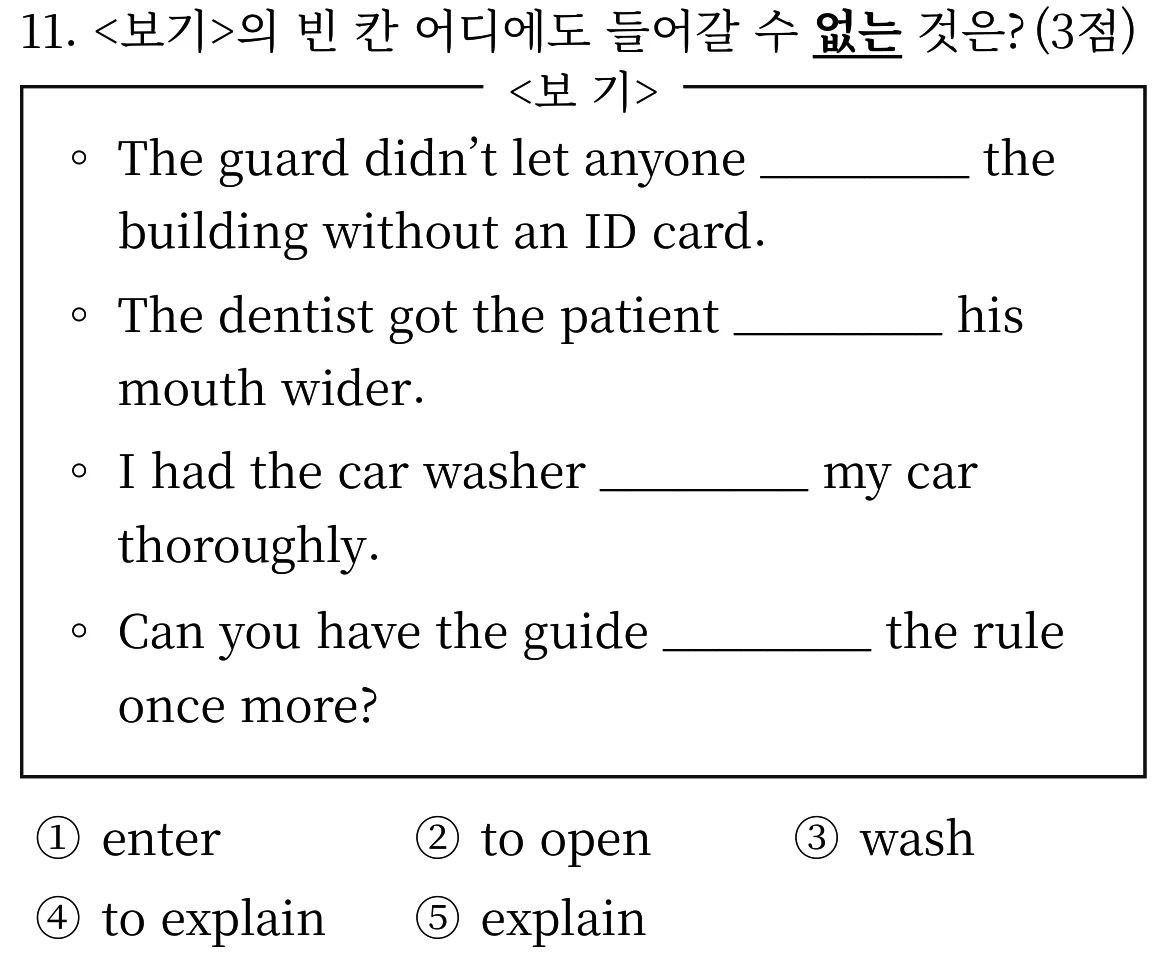 11. <보기>의 빈 칸 어디에도 들어갈 수 없는 것은? (3점)
<보 기>
◦ The guard didn’t let anyone ________ the
building without an ID card.
◦ The dentist got the patient ________ his
mouth wider.
◦ I had the car washer ________ my car
thoroughly.
◦ Can you have the guide ________ the rule
once more?
① enter ② to open ③ wash
④ to explain ⑤ explain